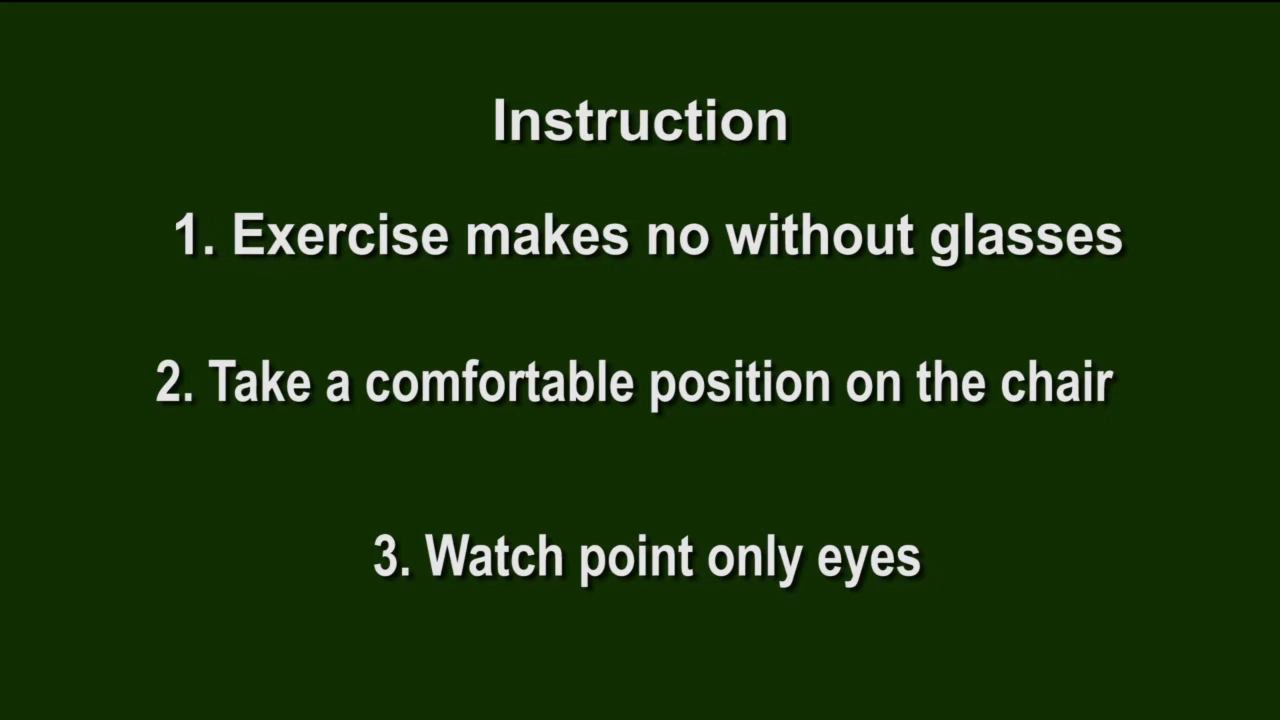 Instruction
1. Exercise makes no without glasses
2. Take a comfortable position on the chair
3. Watch point only eyes